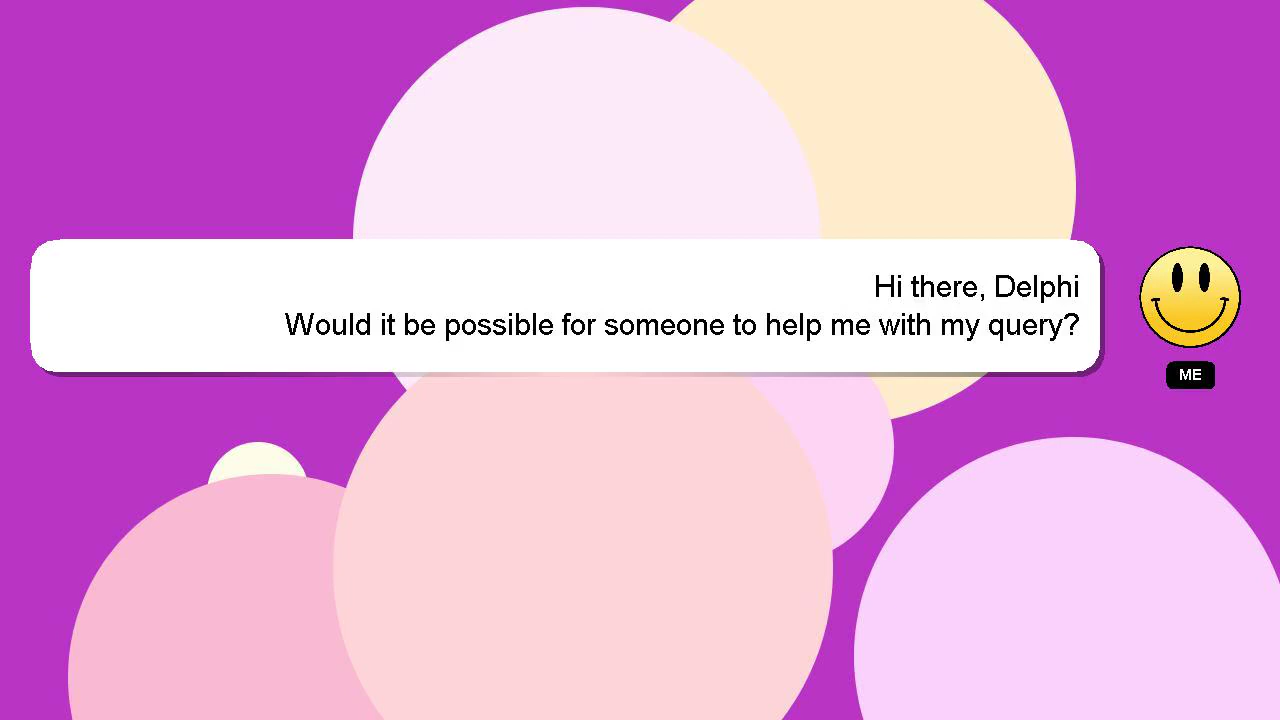 Hi there, Delphi
Would it be possible for someone to help me with my query?
ME